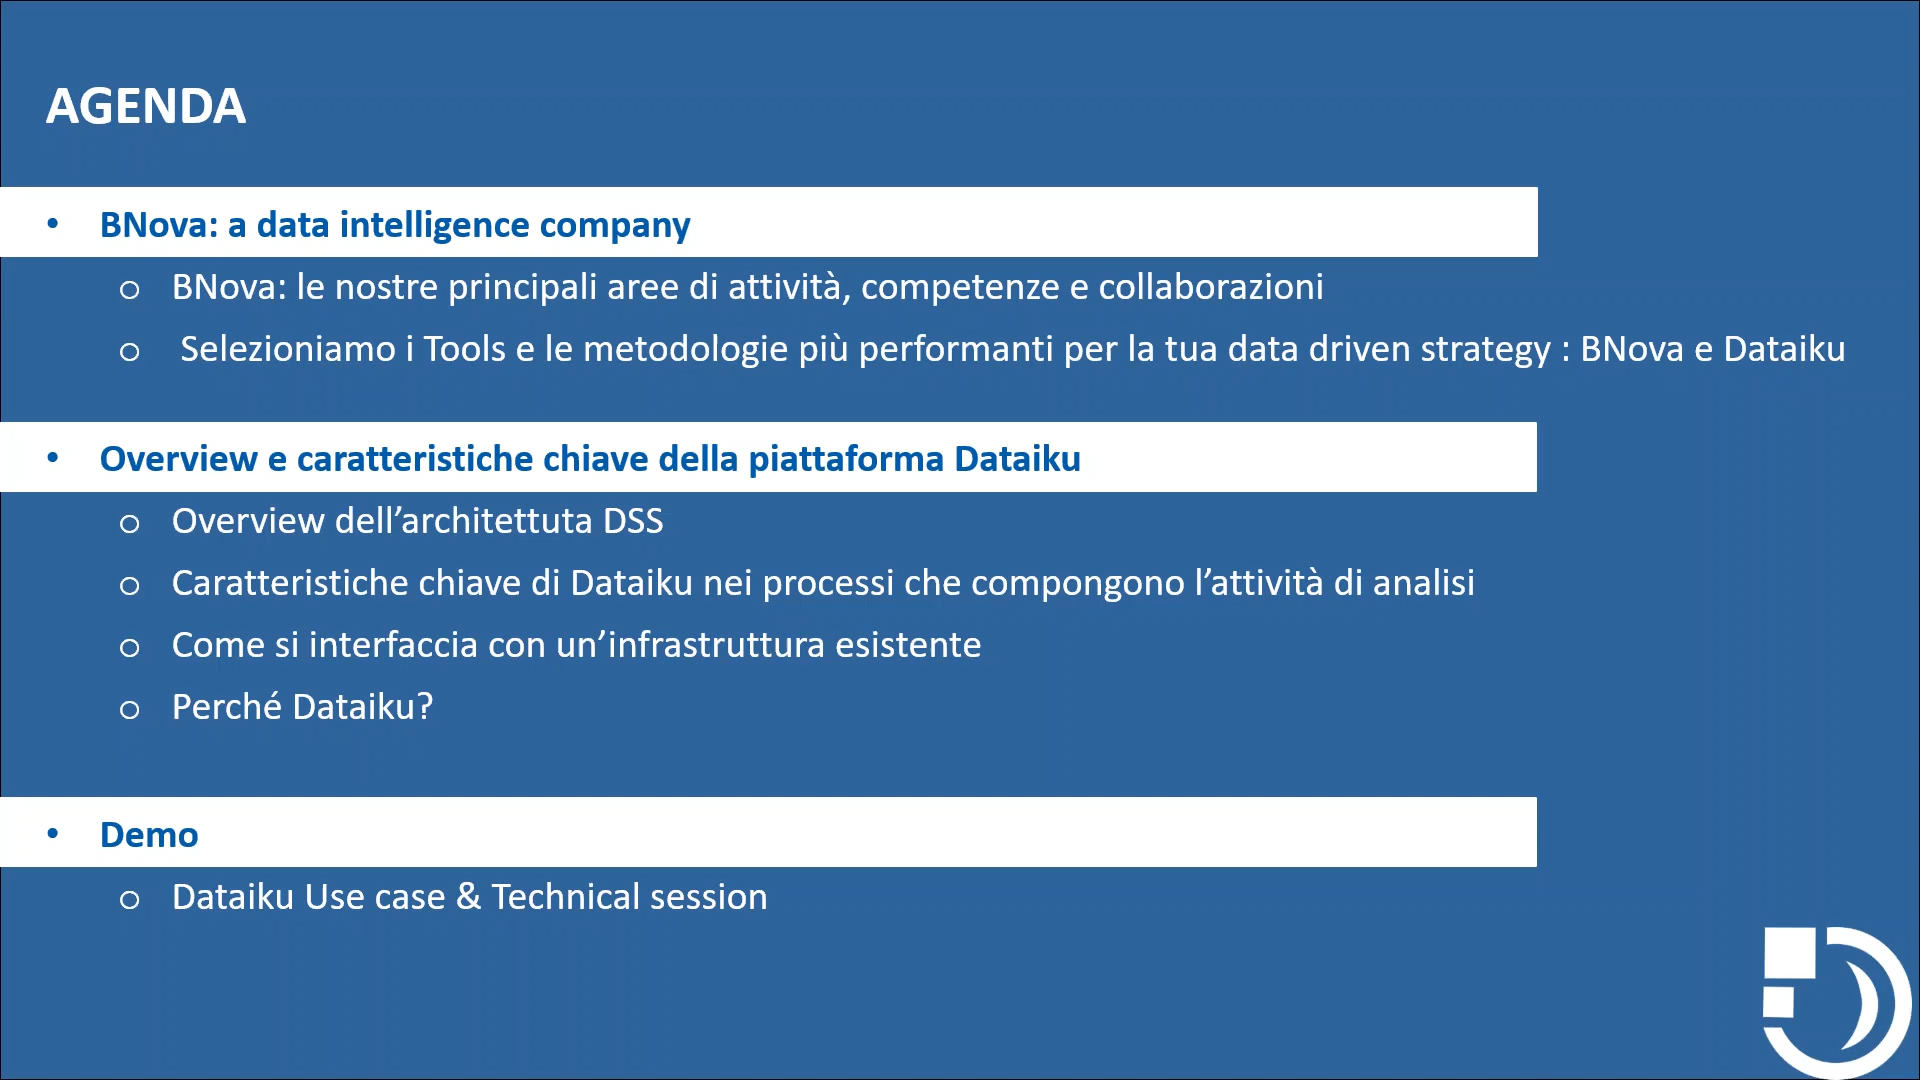 AGENDA
• BNova: a data intelligence company
o BNova: le nostre principali aree di attività, competenze e collaborazioni
o Selezioniamo i Tools e le metodologie più performanti per la tua data driven strategy : BNova e Dataiku
• Overview e caratteristiche chiave della piattaforma Dataiku
o Overview dell’architettuta DSS
o Caratteristiche chiave di Dataiku nei processi che compongono l’attività di analisi
o Come si interfaccia con un’infrastruttura esistente
o Perché Dataiku?
• Demo
o Dataiku Use case & Technical session